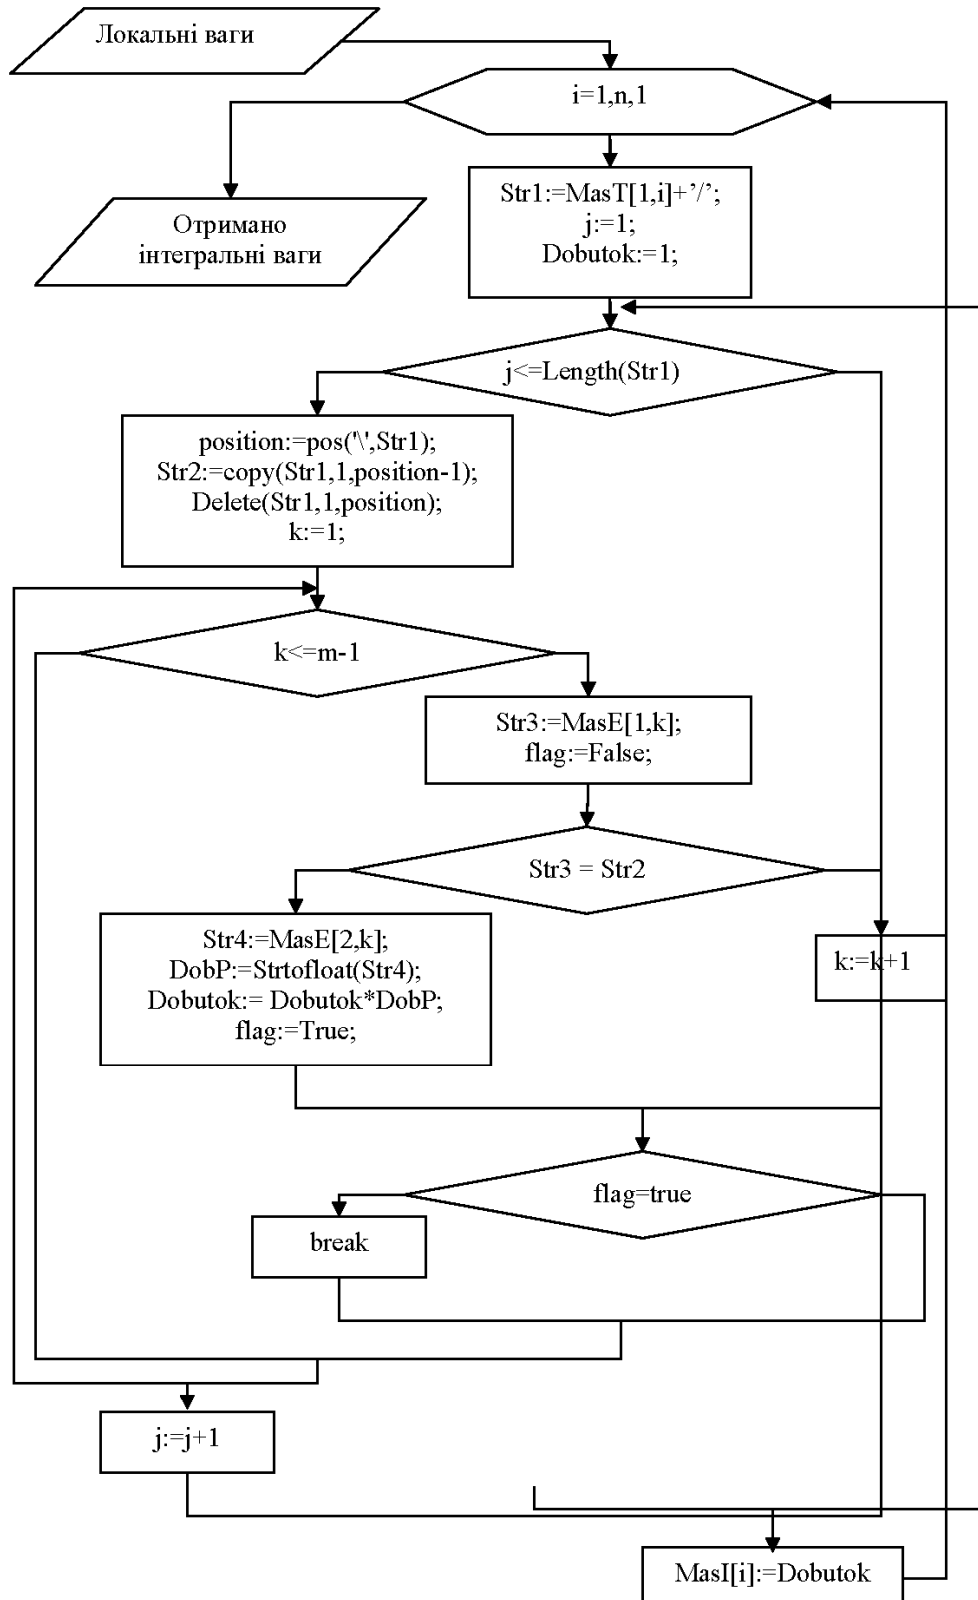 Локальні ваги
i=1,n,1
Str1:=MasT[1,i]+’/’;
j:=1;
Dobutok:=1;
Отримано
інтегральні ваги
j<=Length(Str1)
position:=pos('\',Str1);
Str2:=copy(Str1,1,position-1);
Delete(Str1,1,position);
k:=1;
k<=m-1
Str3:=MasE[1,k];
flag:=False;
Str3 = Str2
Str4:=MasE[2,k];
DobP:=Strtofloat(Str4);
Dobutok:= Dobutok*DobP;
flag:=True;
k:=k+1
flag=true
break
j:=j+1
MasI[i]:=Dobutok